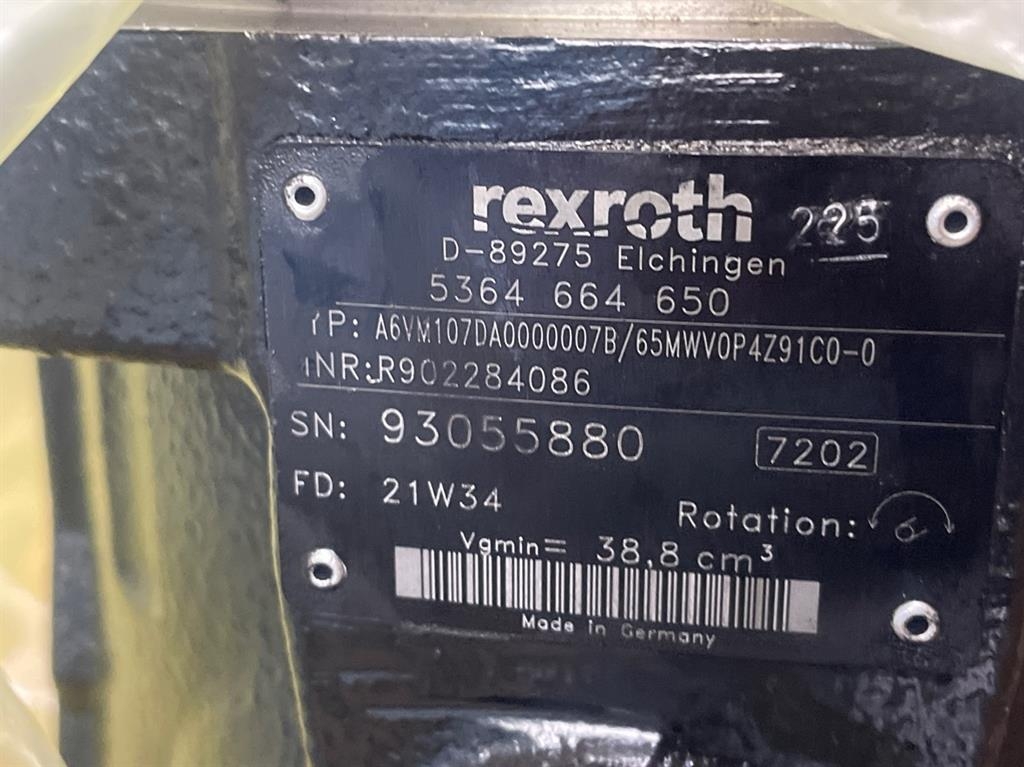 rexroth
D-89275 Elchingen
5364 664 650
YP: A6VM107DA0000007B/65MWV0P4Z91C0-0
NR: R902284086
SN: 93055880 7202
FD: 21W34
Rotation:
Vgmin= 38,8 cm³
Made in Germany